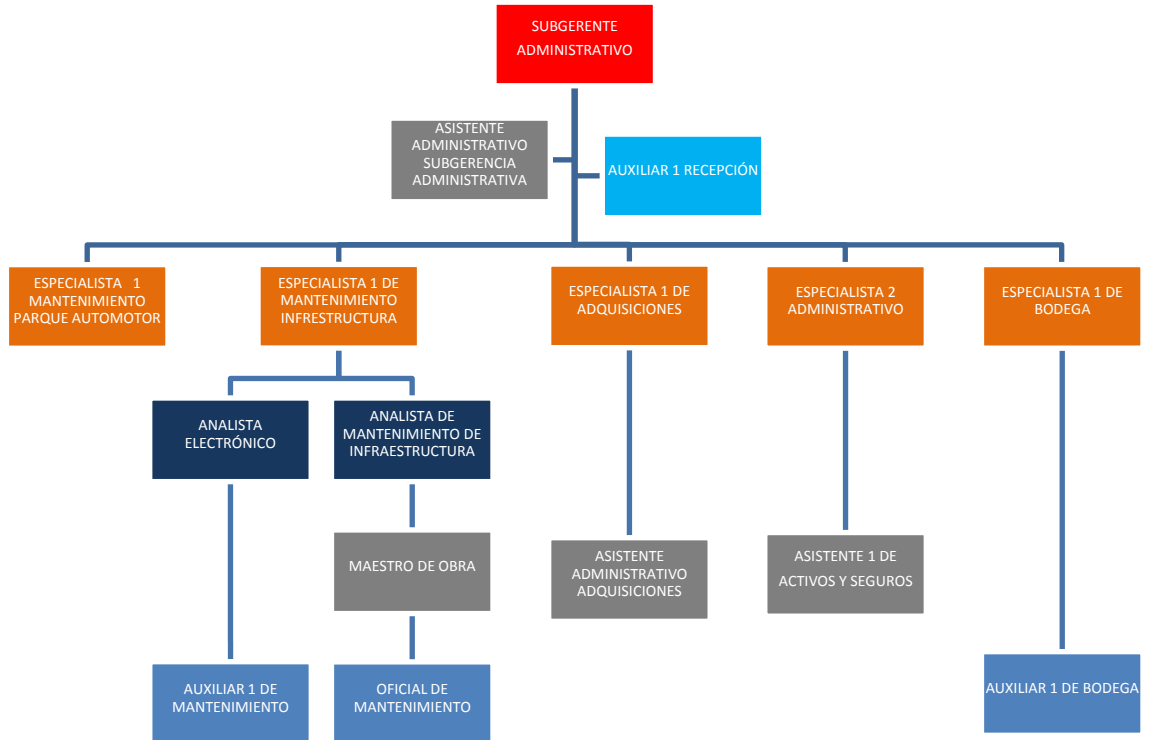 SUBGERENTE
ADMINISTRATIVO
ASISTENTE
ADMINISTRATIVO
SUBGERENCIA
ADMINISTRATIVA
AUXILIAR 1 RECEPCIÓN
ESPECIALISTA 1
MANTENIMIENTO
PARQUE AUTOMOTOR
ESPECIALISTA 1 DE
MANTENIMIENTO
INFRESTRUCTURA
ESPECIALISTA 1 DE
ADQUISICIONES
ESPECIALISTA 2
ADMINISTRATIVO
ESPECIALISTA 1 DE
BODEGA
ANALISTA
ELECTRÓNICO
ANALISTA DE
MANTENIMIENTO DE
INFRAESTRUCTURA
MAESTRO DE OBRA
ASISTENTE
ADMINISTRATIVO
ADQUISICIONES
ASISTENTE 1 DE
ACTIVOS Y SEGUROS
AUXILIAR 1 DE
MANTENIMIENTO
OFICIAL DE
MANTENIMIENTO
AUXILIAR 1 DE BODEGA